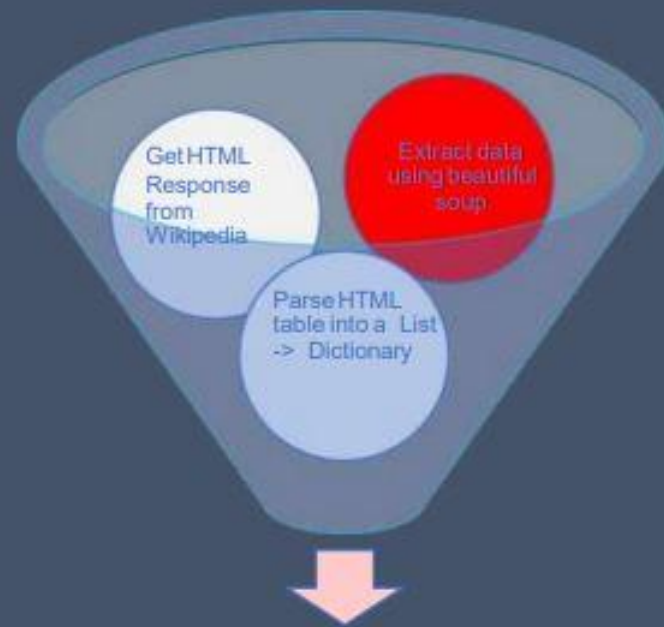 Get HTML
Response
from
Wikipedia
Extract data
using beautiful
soup
Parse HTML
table into a List
-> Dictionary